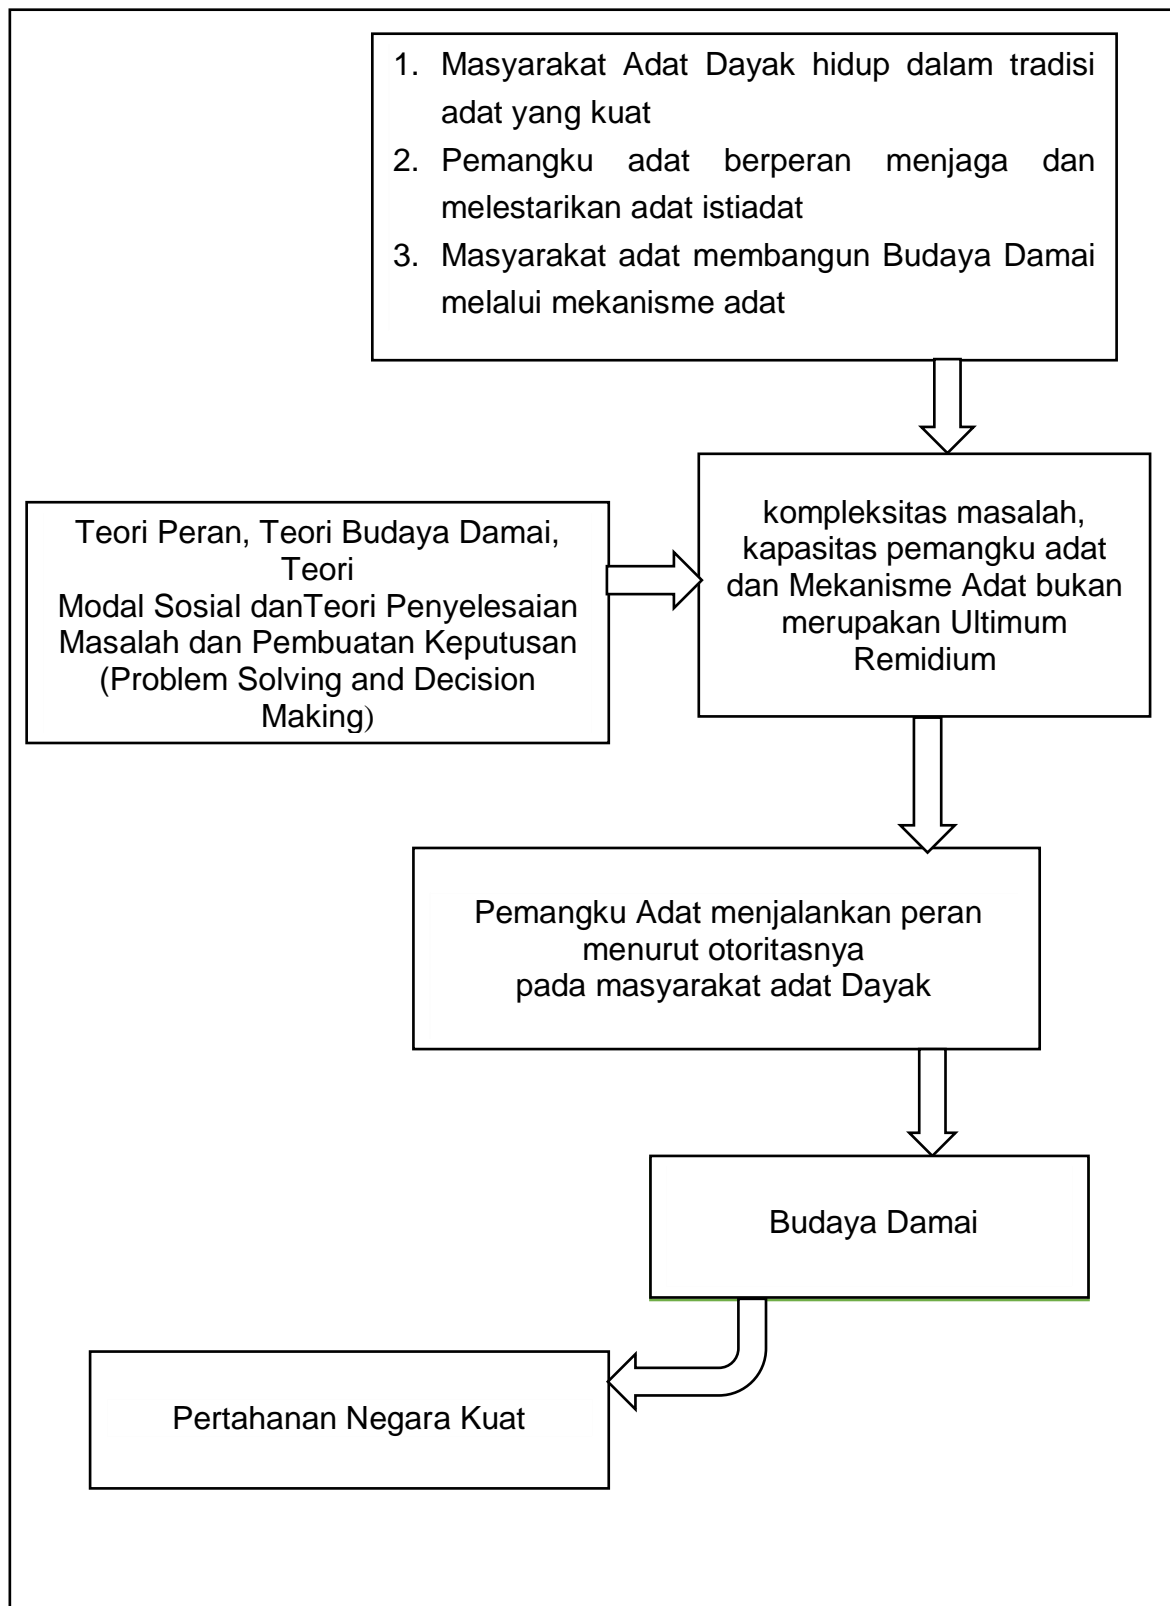 1. Masyarakat Adat Dayak hidup dalam tradisi
adat yang kuat
2. Pemangku adat berperan menjaga dan
melestarikan adat istiadat
3. Masyarakat adat membangun Budaya Damai
melalui mekanisme adat
kompleksitas masalah,
kapasitas pemangku adat
dan Mekanisme Adat bukan
merupakan Ultimum
Remidium
Teori Peran, Teori Budaya Damai,
Teori
Modal Sosial danTeori Penyelesaian
Masalah dan Pembuatan Keputusan
(Problem Solving and Decision
Making)
Pemangku Adat menjalankan peran
menurut otoritasnya
pada masyarakat adat Dayak
Budaya Damai
Pertahanan Negara Kuat